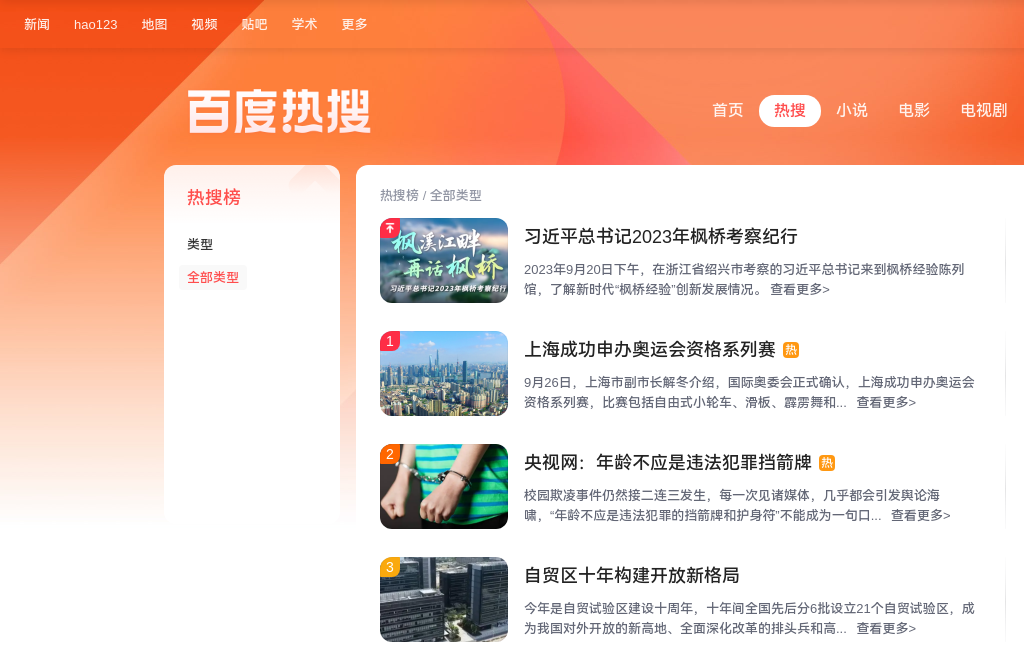 新闻 hao123 地图 视频 贴吧 学术 更多
百度热搜
首页 热搜 小说 电影 电视剧
热搜榜
类型
全部类型
热搜榜 / 全部类型
枫溪江畔
再话枫桥
习近平总书记2023年枫桥考察纪行
习近平总书记2023年枫桥考察纪行
2023年9月20日下午，在浙江省绍兴市考察的习近平总书记来到枫桥经验陈列
馆，了解新时代“枫桥经验”创新发展情况。 查看更多>
1
上海成功申办奥运会资格系列赛 热
9月26日，上海市副市长解冬介绍，国际奥委会正式确认，上海成功申办奥运会
资格系列赛，比赛包括自由式小轮车、滑板、霹雳舞和... 查看更多>
2
央视网：年龄不应是违法犯罪挡箭牌 热
校园欺凌事件仍然接二连三发生，每一次见诸媒体，几乎都会引发舆论海
啸，“年龄不应是违法犯罪的挡箭牌和护身符”不能成为一句口... 查看更多>
3
自贸区十年构建开放新格局
今年是自贸试验区建设十周年，十年间全国先后分6批设立21个自贸试验区，成
为我国对外开放的新高地、全面深化改革的排头兵和高... 查看更多>